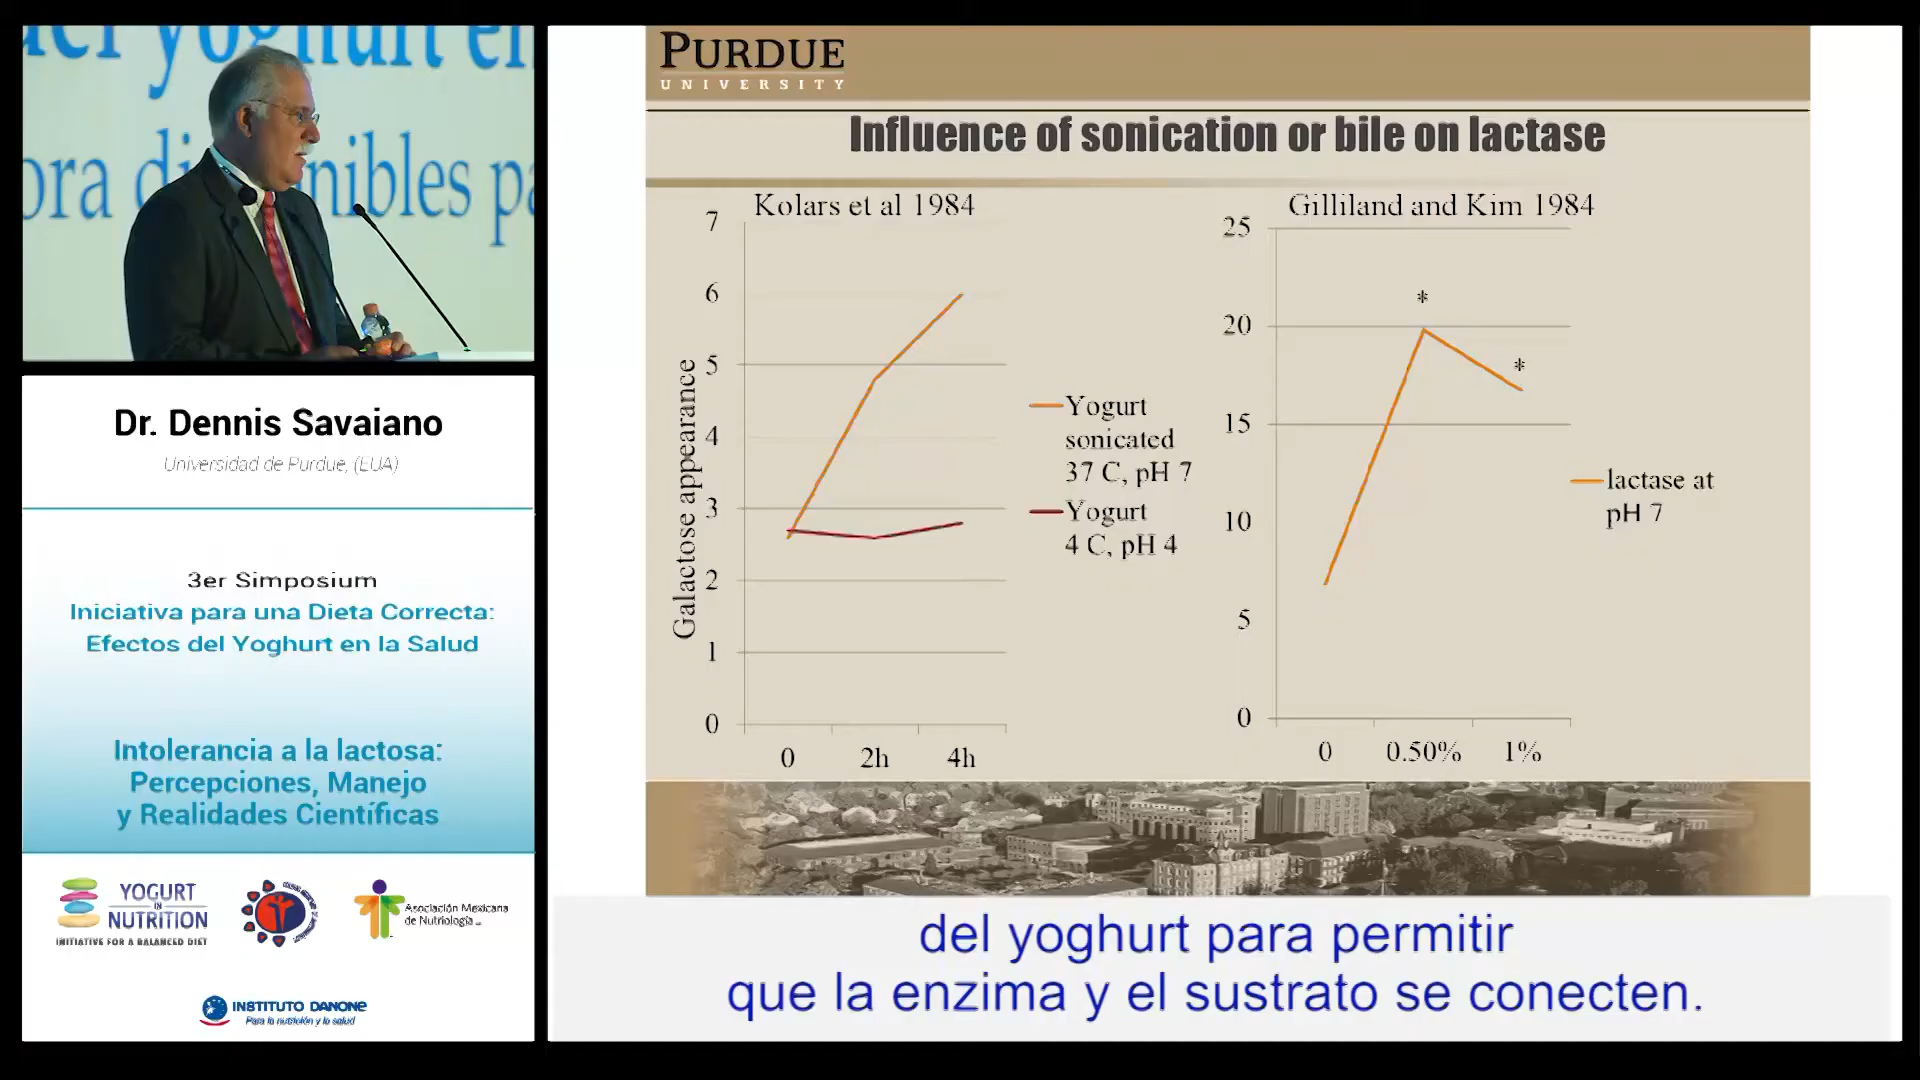 del yoghurt en
ora disponibles pa
Dr. Dennis Savaiano
Universidad de Purdue, (EUA)
3er Simposium
Iniciativa para una Dieta Correcta:
Efectos del Yoghurt en la Salud
Intolerancia a la lactosa:
Percepciones, Manejo
y Realidades Científicas
YOGURT
IN
NUTRITION
INITIATIVE FOR A BALANCED DIET
Asociación Mexicana
de Nutriología
INSTITUTO DANONE
Para la nutrición y la salud
PURDUE
UNIVERSITY
Influence of sonication or bile on lactase
Kolars et al 1984
Galactose appearance
7
6
5
4
3
2
1
0
0 2h 4h
Yogurt
sonicated
37 C, pH 7
Yogurt
4 C, pH 4
Gilliland and Kim 1984
25
20
15
10
5
0
0 0.50% 1%
*
*
lactase at
pH 7
del yoghurt para permitir
que la enzima y el sustrato se conecten.